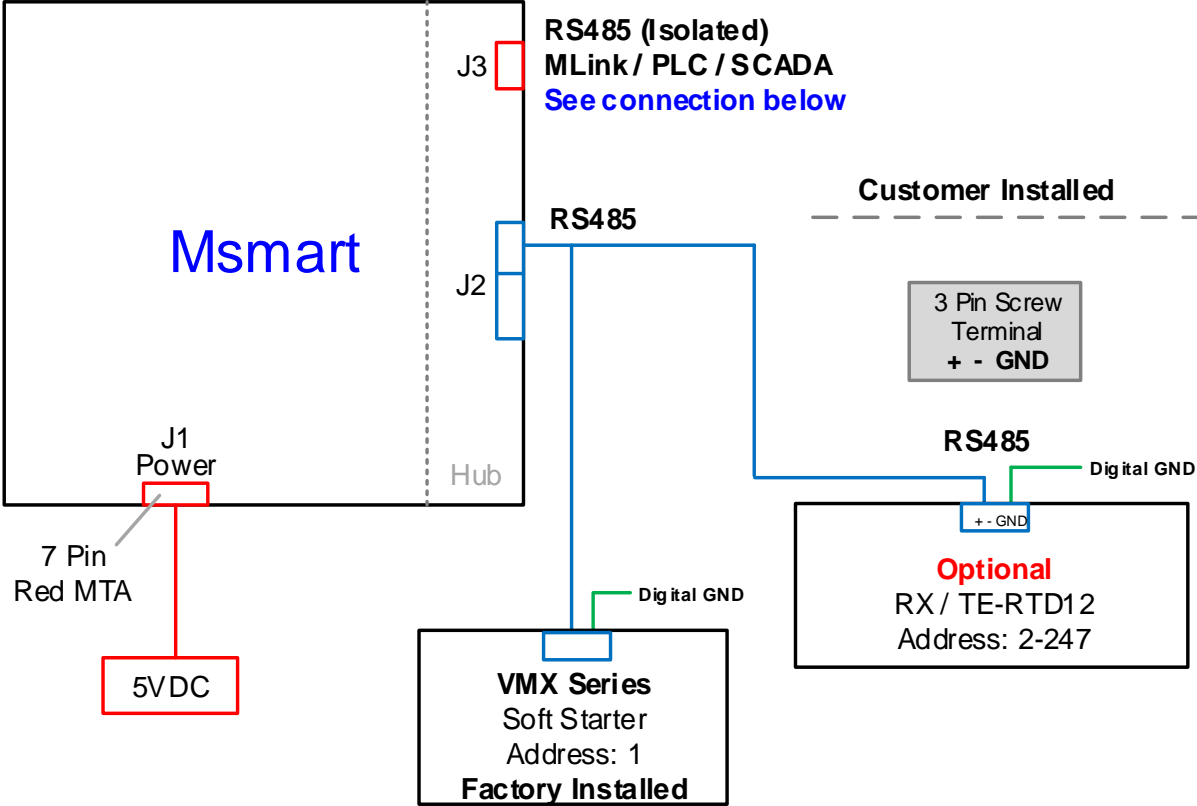 RS485 (Isolated)
MLink / PLC / SCADA
See connection below
J3
Customer Installed
RS485
Msmart
J2
3 Pin Screw
Terminal
+ - GND
RS485
J1
Power
Hub
Digital GND
+ - GND
7 Pin
Red MTA
Optional
RX / TE-RTD12
Address: 2-247
Digital GND
5VDC
VMX Series
Soft Starter
Address: 1
Factory Installed